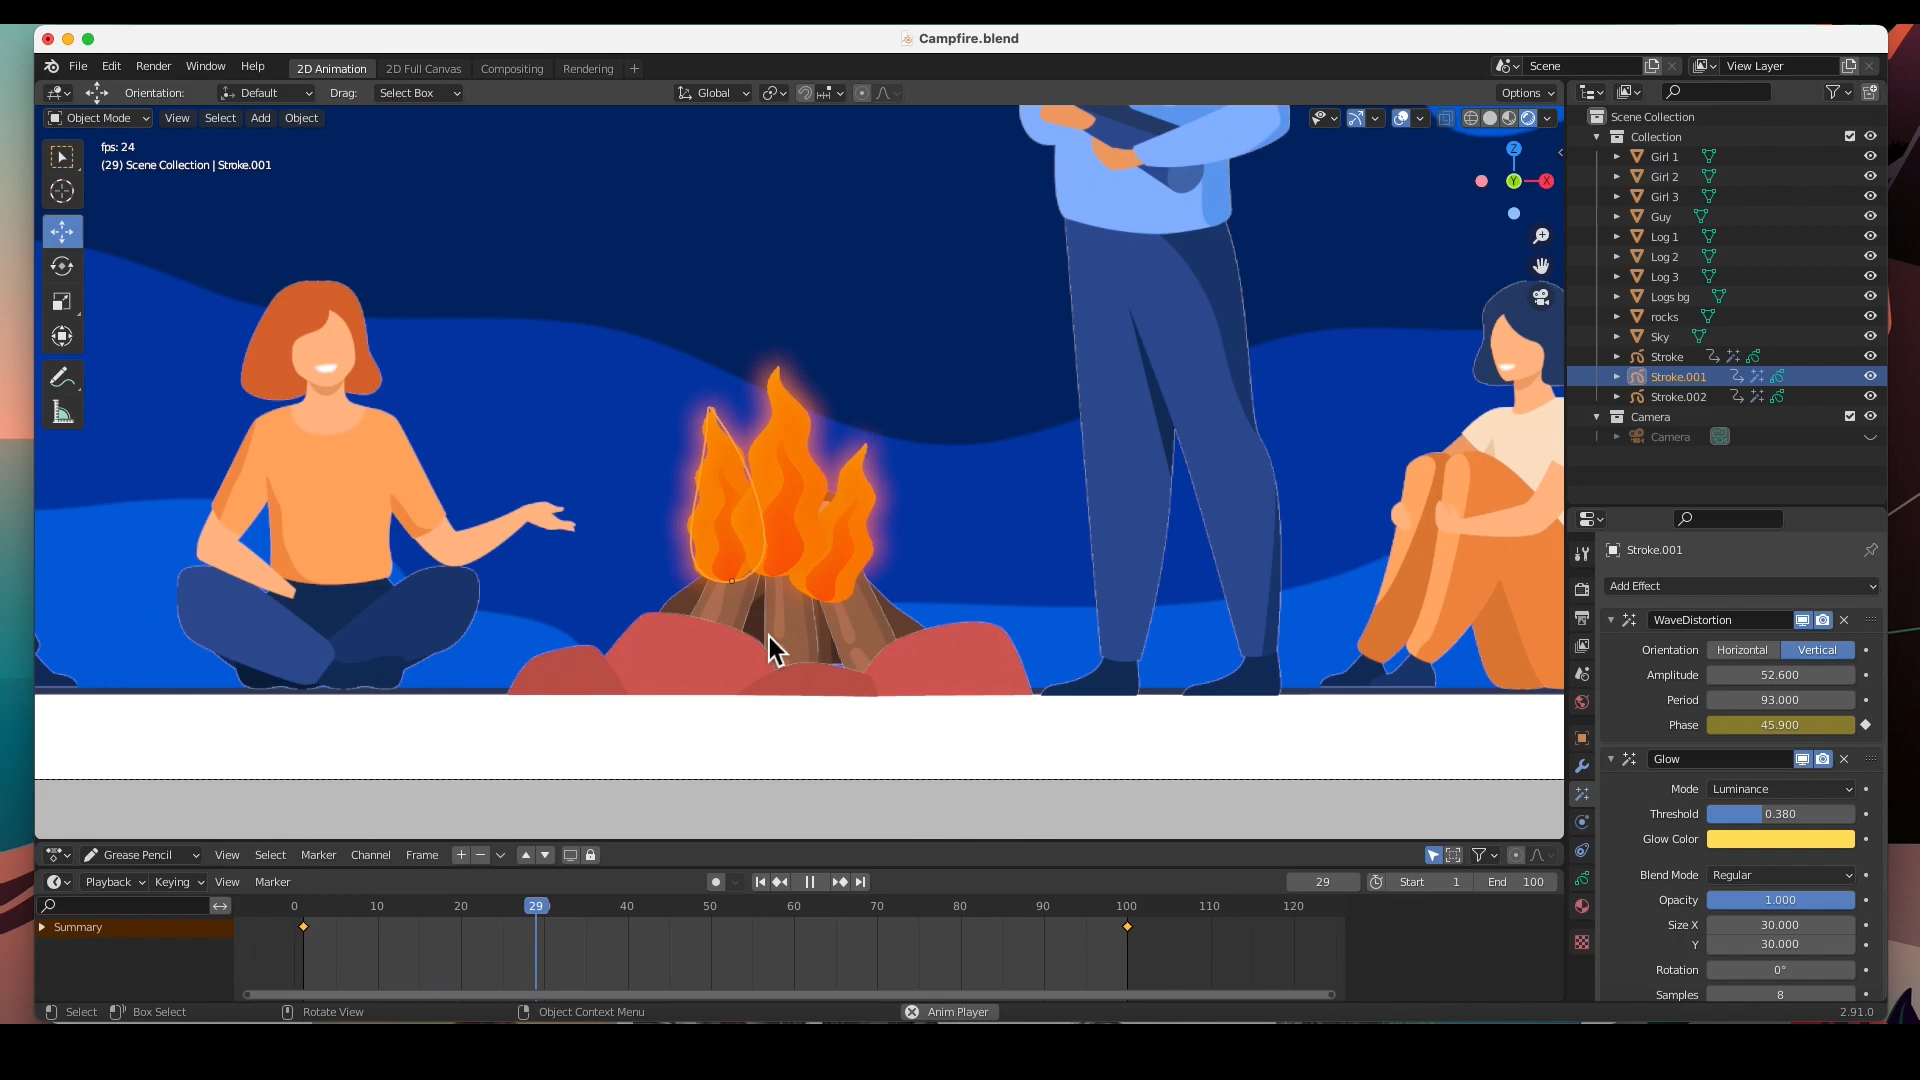 Campfire.blend
File Edit Render Window Help 2D Animation 2D Full Canvas Compositing Rendering + Scene View Layer
Orientation: Default Drag: Select Box Global Options
Object Mode View Select Add Object
fps: 24
(29) Scene Collection | Stroke.001
Z
Y X
Scene Collection
Collection
Girl 1
Girl 2
Girl 3
Guy
Log 1
Log 2
Log 3
Logs bg
rocks
Sky
Stroke
Stroke.001
Stroke.002
Camera
Camera
Stroke.001
Add Effect
WaveDistortion
Orientation Horizontal Vertical
Amplitude 52.600
Period 93.000
Phase 45.900
Glow
Mode Luminance
Threshold 0.380
Glow Color
Blend Mode Regular
Opacity 1.000
Size X 30.000
Y 30.000
Rotation 0°
Samples 8
Grease Pencil View Select Marker Channel Frame
Playback Keying View Marker 29 Start 1 End 100
0 10 20 29 40 50 60 70 80 90 100 110 120
Summary
Select Box Select Rotate View Object Context Menu Anim Player 2.91.0